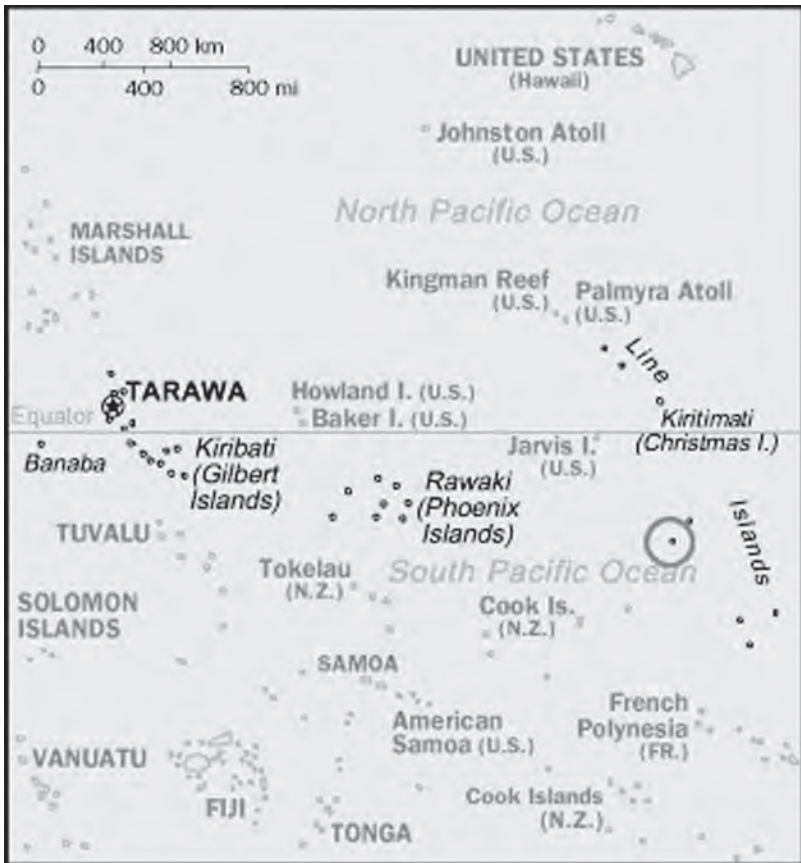 0 400 800 km
0 400 800 mi
UNITED STATES
(Hawaii)
Johnston Atoll
(U.S.)
North Pacific Ocean
MARSHALL
ISLANDS
Kingman Reef
(U.S.)
Palmyra Atoll
(U.S.)
Line
TARAWA
Howland I. (U.S.)
Equator
Baker I. (U.S.)
Kiritimati
(Christmas I.)
Banaba
Kiribati
(Gilbert
Islands)
Jarvis I.
(U.S.)
Rawaki
(Phoenix
Islands)
Islands
TUVALU
Tokelau
(N.Z.)
South Pacific Ocean
SOLOMON
ISLANDS
Cook Is.
(N.Z.)
SAMOA
American
Samoa (U.S.)
French
Polynesia
(FR.)
VANUATU
FIJI
Cook Islands
(N.Z.)
TONGA